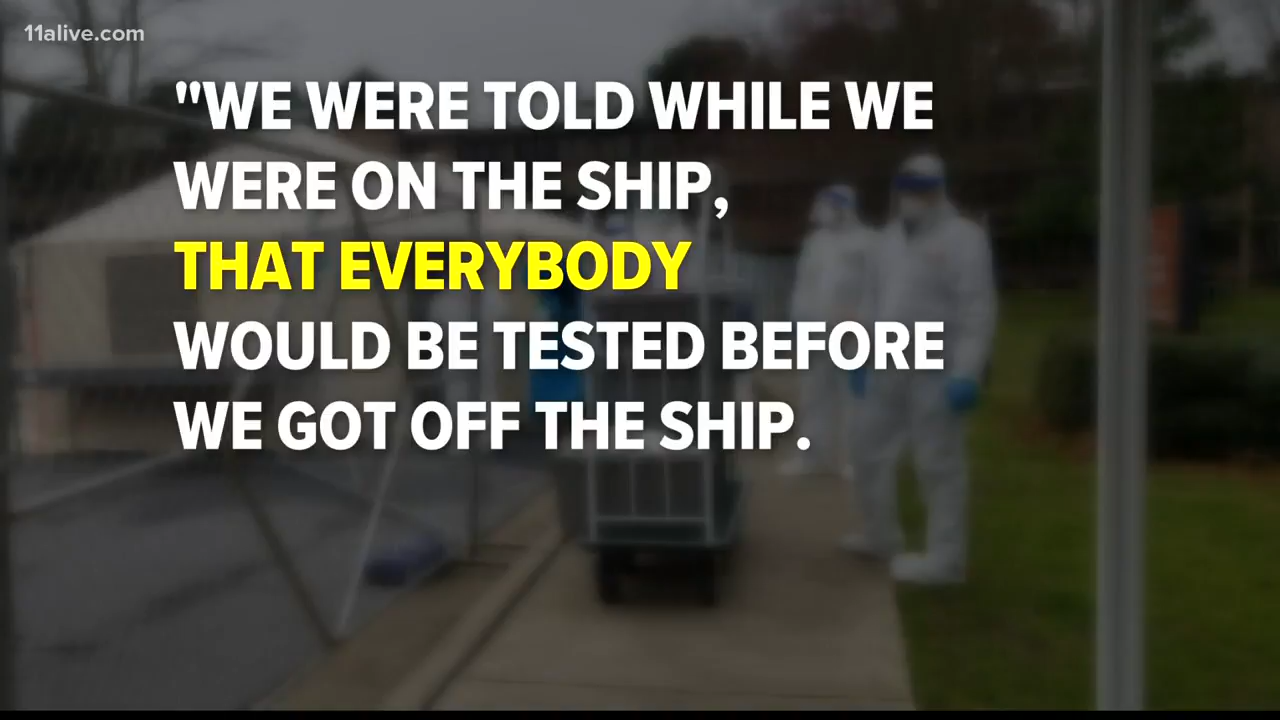 11alive.com
"WE WERE TOLD WHILE WE
WERE ON THE SHIP,
THAT EVERYBODY
WOULD BE TESTED BEFORE
WE GOT OFF THE SHIP.